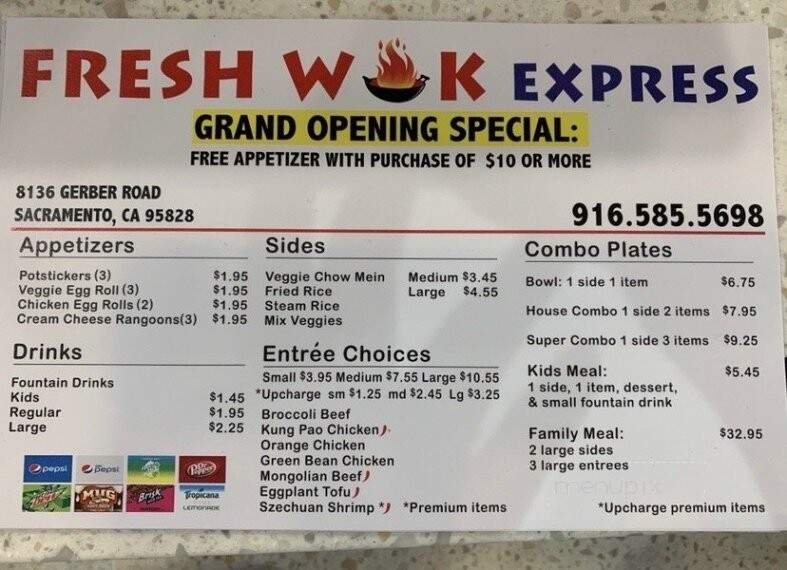 FRESH WOK EXPRESS
GRAND OPENING SPECIAL:
FREE APPETIZER WITH PURCHASE OF $10 OR MORE
8136 GERBER ROAD
SACRAMENTO, CA 95828
916.585.5698
Appetizers
Potstickers (3) $1.95
Veggie Egg Roll (3) $1.95
Chicken Egg Rolls (2) $1.95
Cream Cheese Rangoons(3) $1.95
Drinks
Fountain Drinks
Kids $1.45
Regular $1.95
Large $2.25
pepsi
pepsi
Dr Pepper
Mtn Dew
MUG
Brisk
Tropicana
LEMONADE
Sides
Veggie Chow Mein Medium $3.45
Fried Rice Large $4.55
Steam Rice
Mix Veggies
Entrée Choices
Small $3.95 Medium $7.55 Large $10.55
*Upcharge sm $1.25 md $2.45 Lg $3.25
Broccoli Beef
Kung Pao Chicken
Orange Chicken
Green Bean Chicken
Mongolian Beef
Eggplant Tofu
Szechuan Shrimp * *Premium items
Combo Plates
Bowl: 1 side 1 item $6.75
House Combo 1 side 2 items $7.95
Super Combo 1 side 3 items $9.25
Kids Meal: $5.45
1 side, 1 item, dessert,
& small fountain drink
Family Meal: $32.95
2 large sides
3 large entrees
menupix
*Upcharge premium items